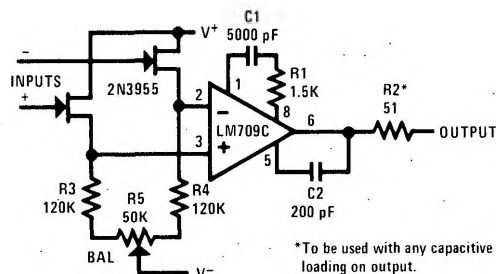 C1
5000 pF
V+
INPUTS
−
+
2N3955
1
R1
1.5K
8
2
−
LM709C
3
+
6
5
R2*
51
OUTPUT
C2
200 pF
R3
120K
R5
50K
R4
120K
BAL
V−
*To be used with any capacitive
loading on output.